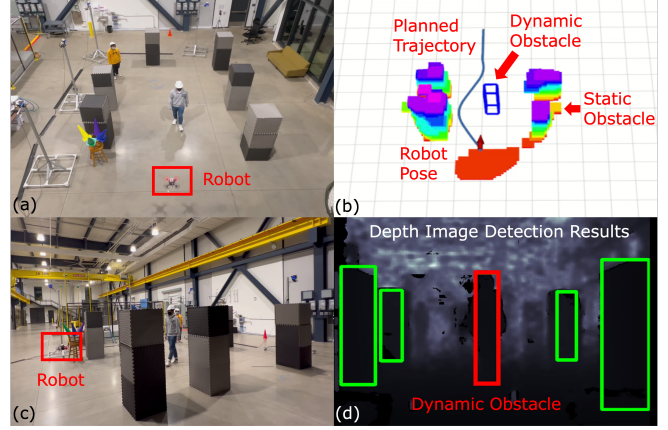 Robot
(a)
Planned
Trajectory
Dynamic
Obstacle
Static
Obstacle
Robot
Pose
(b)
Robot
(c)
Depth Image Detection Results
Dynamic Obstacle
(d)